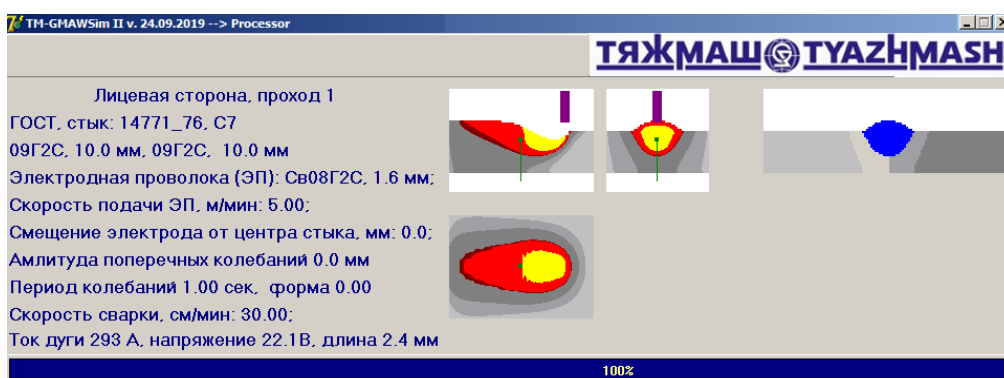 TM-GMAWSim II v. 24.09.2019 --> Processor
ТЯЖМАШ TYAZHMASH
Лицевая сторона, проход 1
ГОСТ, стык: 14771_76, С7
09Г2С, 10.0 мм, 09Г2С, 10.0 мм
Электродная проволока (ЭП): Св08Г2С, 1.6 мм;
Скорость подачи ЭП, м/мин: 5.00;
Смещение электрода от центра стыка, мм: 0.0;
Амлитуда поперечных колебаний 0.0 мм
Период колебаний 1.00 сек, форма 0.00
Скорость сварки, см/мин: 30.00;
Ток дуги 293 А, напряжение 22.1В, длина 2.4 мм
100%